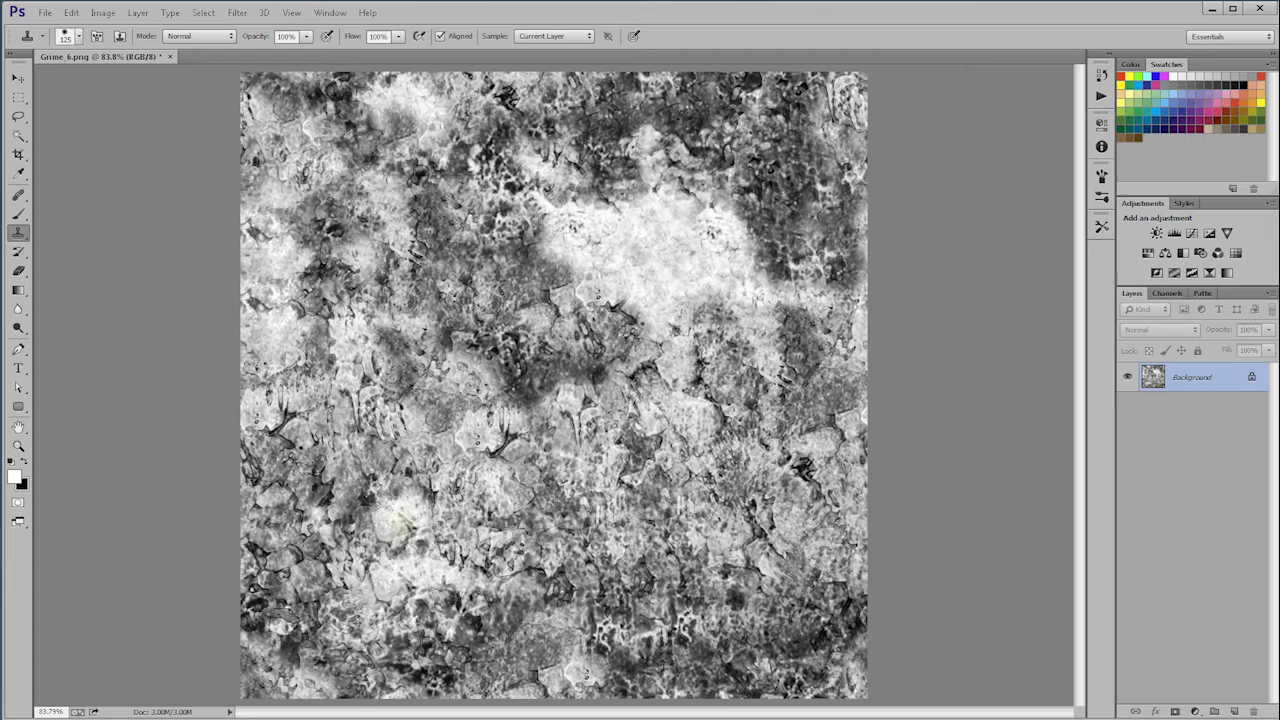 Ps File Edit Image Layer Type Select Filter 3D View Window Help
125 Mode: Normal Opacity: 100% Flow: 100% Aligned Sample: Current Layer Essentials
Grime_6.png @ 83.8% (RGB/8) * ×
Color Swatches
Adjustments Styles
Add an adjustment
Layers Channels Paths
Kind
Normal Opacity: 100%
Lock: Fill: 100%
Background
83.79% Doc: 3.00M/3.00M